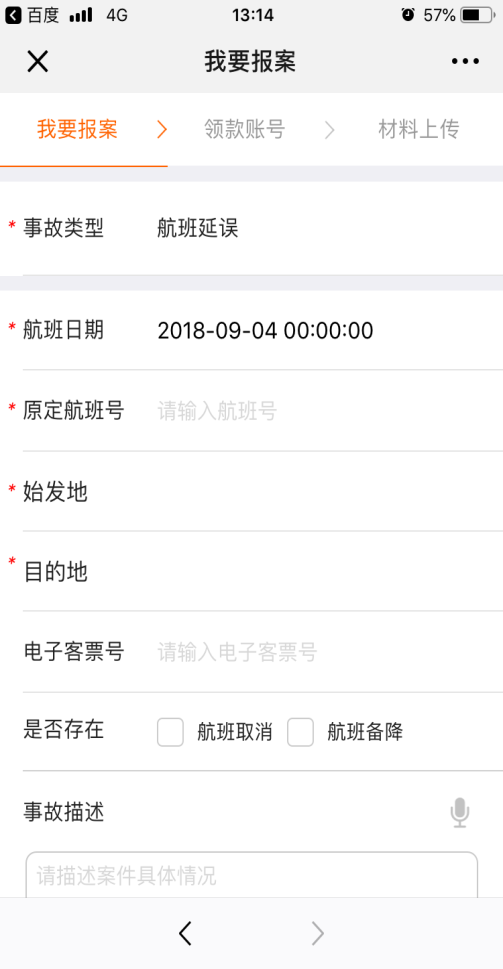 百度 4G 13:14 57%
我要报案
我要报案 领款账号 材料上传
* 事故类型 航班延误
* 航班日期 2018-09-04 00:00:00
* 原定航班号 请输入航班号
* 始发地
* 目的地
电子客票号 请输入电子客票号
是否存在 航班取消 航班备降
事故描述
请描述案件具体情况